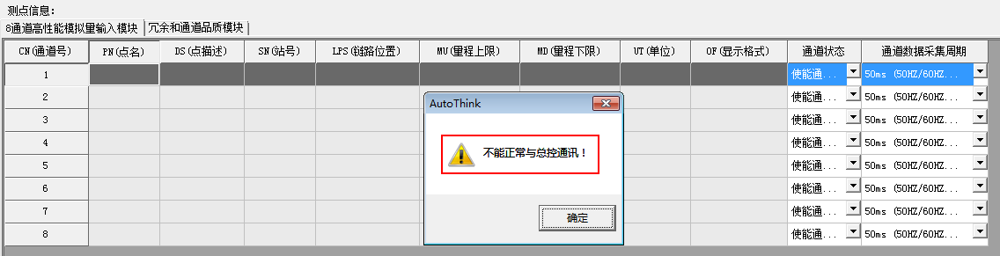 测点信息:
8通道高性能模拟量输入模块 冗余和通道品质模块
CN(通道号) PN(点名) DS(点描述) SN(站号) LPS(链路位置) MU(量程上限) MD(量程下限) UT(单位) OF(显示格式) 通道状态 通道数据采集周期
1 使能通... 50ms (50HZ/60HZ...
2 使能通... 50ms (50HZ/60HZ...
3 使能通... 50ms (50HZ/60HZ...
4 使能通... 50ms (50HZ/60HZ...
5 使能通... 50ms (50HZ/60HZ...
6 使能通... 50ms (50HZ/60HZ...
7 使能通... 50ms (50HZ/60HZ...
8 使能通... 50ms (50HZ/60HZ...
AutoThink
不能正常与总控通讯！
确定